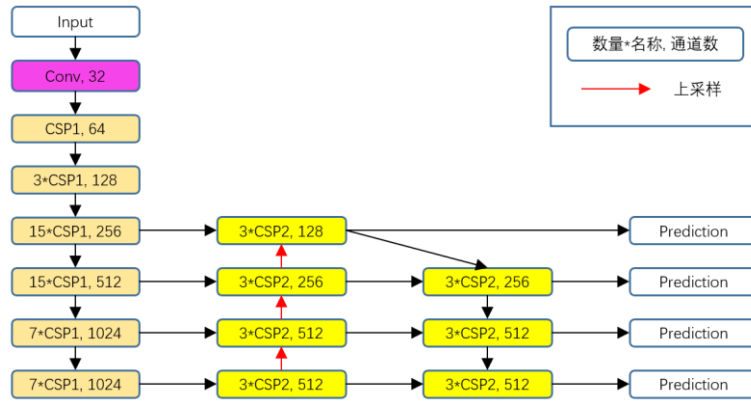 Input
数量*名称, 通道数
Conv, 32
上采样
CSP1, 64
3*CSP1, 128
15*CSP1, 256
3*CSP2, 128
Prediction
15*CSP1, 512
3*CSP2, 256
3*CSP2, 256
Prediction
7*CSP1, 1024
3*CSP2, 512
3*CSP2, 512
Prediction
7*CSP1, 1024
3*CSP2, 512
3*CSP2, 512
Prediction